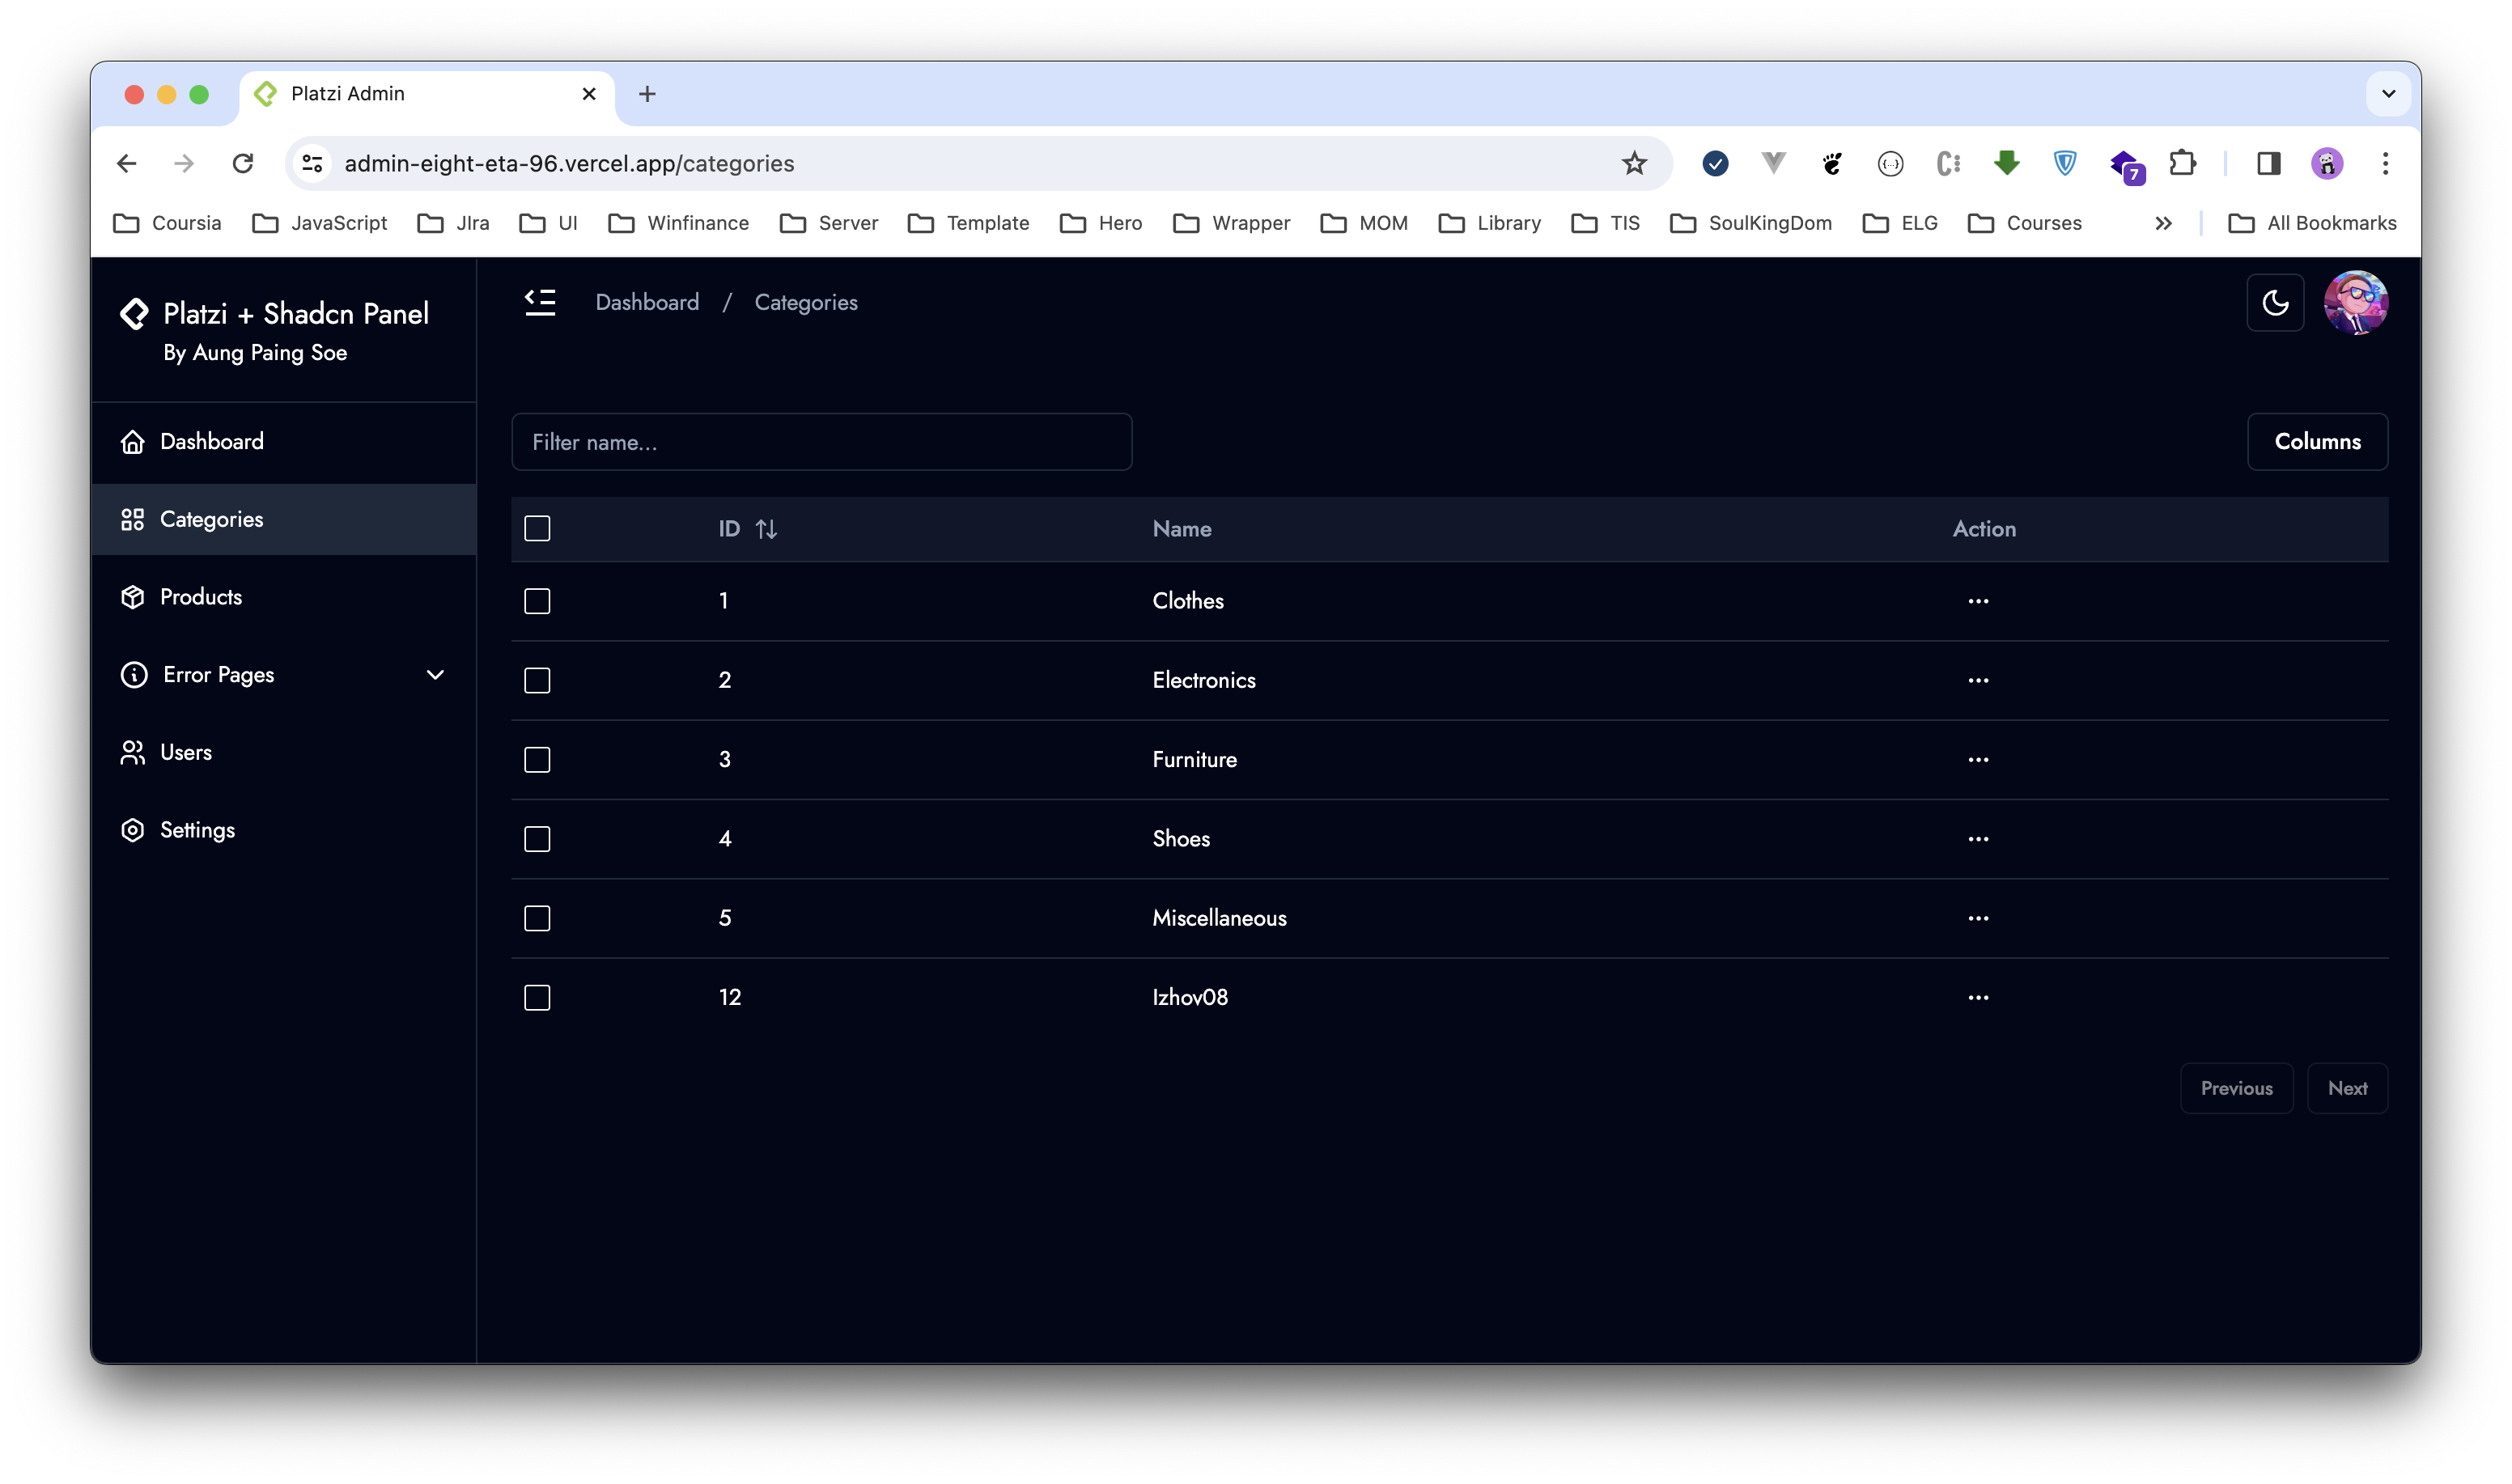 Platzi Admin
admin-eight-eta-96.vercel.app/categories
7
Coursia JavaScript JIra UI Winfinance Server Template Hero Wrapper MOM Library TIS SoulKingDom ELG Courses All Bookmarks
Platzi + Shadcn Panel
By Aung Paing Soe
Dashboard / Categories
Dashboard
Categories
Products
Error Pages
Users
Settings
Filter name...
Columns
ID Name Action
1 Clothes
2 Electronics
3 Furniture
4 Shoes
5 Miscellaneous
12 Izhov08
Previous Next